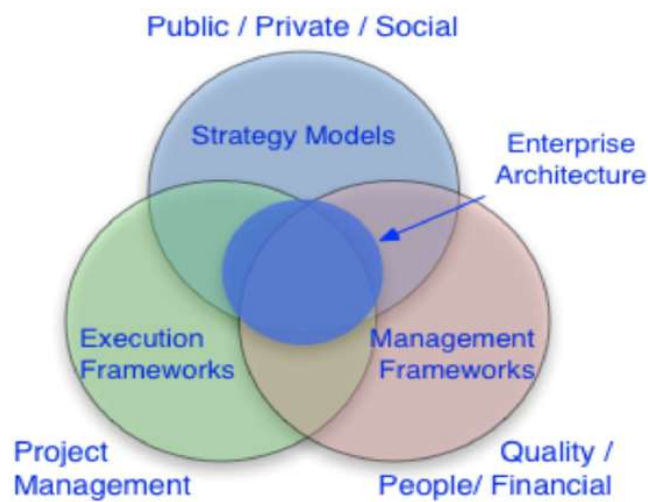 Public / Private / Social
Strategy Models
Enterprise
Architecture
Execution
Frameworks
Management
Frameworks
Project
Management
Quality /
People/ Financial